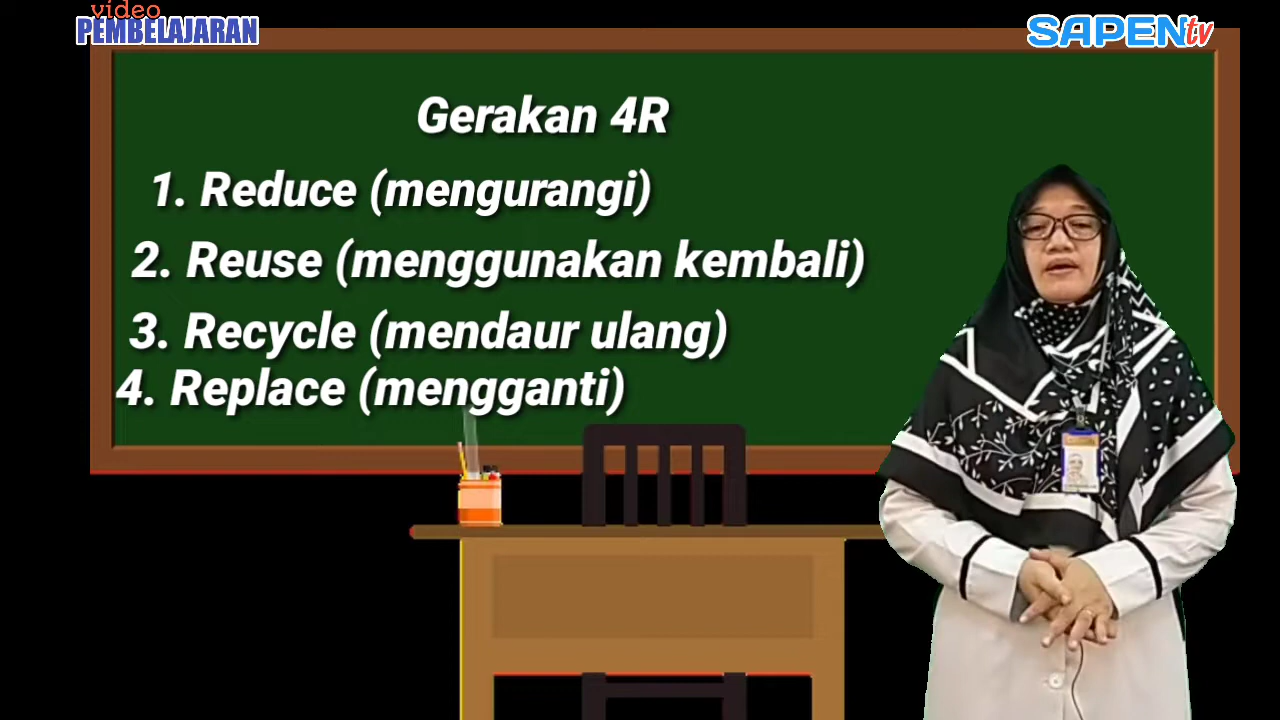 video
PEMBELAJARAN
SAPENtv
Gerakan 4R
1. Reduce (mengurangi)
2. Reuse (menggunakan kembali)
3. Recycle (mendaur ulang)
4. Replace (mengganti)